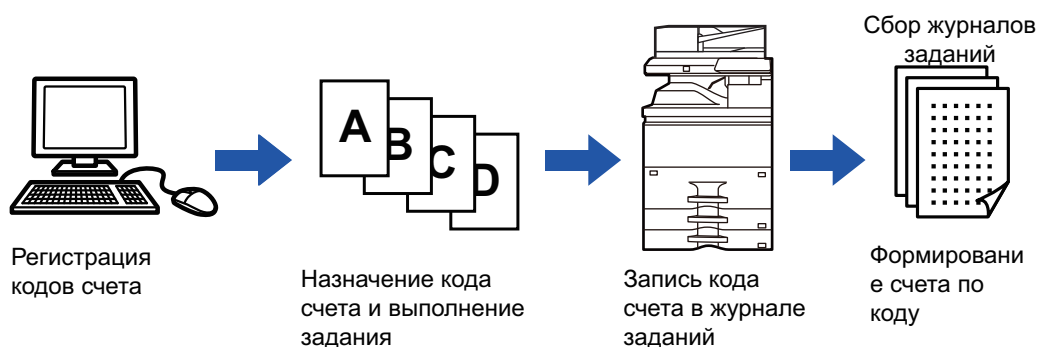 Сбор журналов
заданий
A
B
C
D
Регистрация
кодов счета
Назначение кода
счета и выполнение
задания
Запись кода
счета в журнале
заданий
Формировани
е счета по
коду